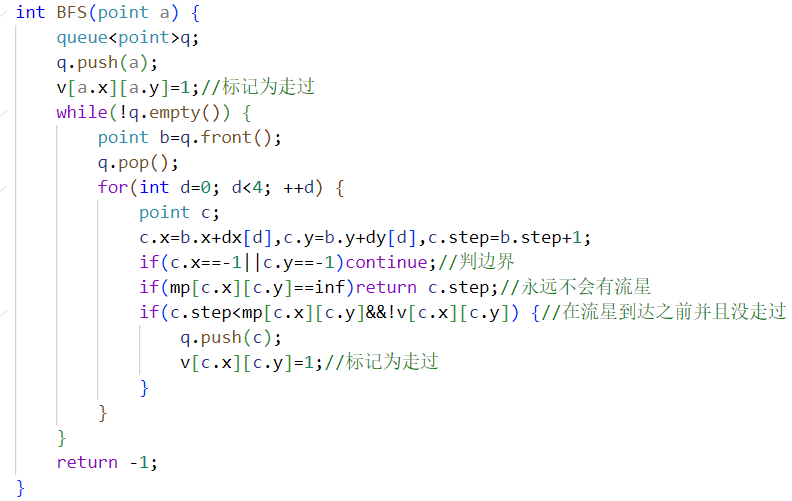 int BFS(point a) {
    queue<point>q;
    q.push(a);
    v[a.x][a.y]=1;//标记为走过
    while(!q.empty()) {
        point b=q.front();
        q.pop();
        for(int d=0; d<4; ++d) {
            point c;
            c.x=b.x+dx[d],c.y=b.y+dy[d],c.step=b.step+1;
            if(c.x==-1||c.y==-1)continue;//判边界
            if(mp[c.x][c.y]==inf)return c.step;//永远不会有流星
            if(c.step<mp[c.x][c.y]&&!v[c.x][c.y]) {//在流星到达之前并且没走过
                q.push(c);
                v[c.x][c.y]=1;//标记为走过
            }
        }
    }
    return -1;
}